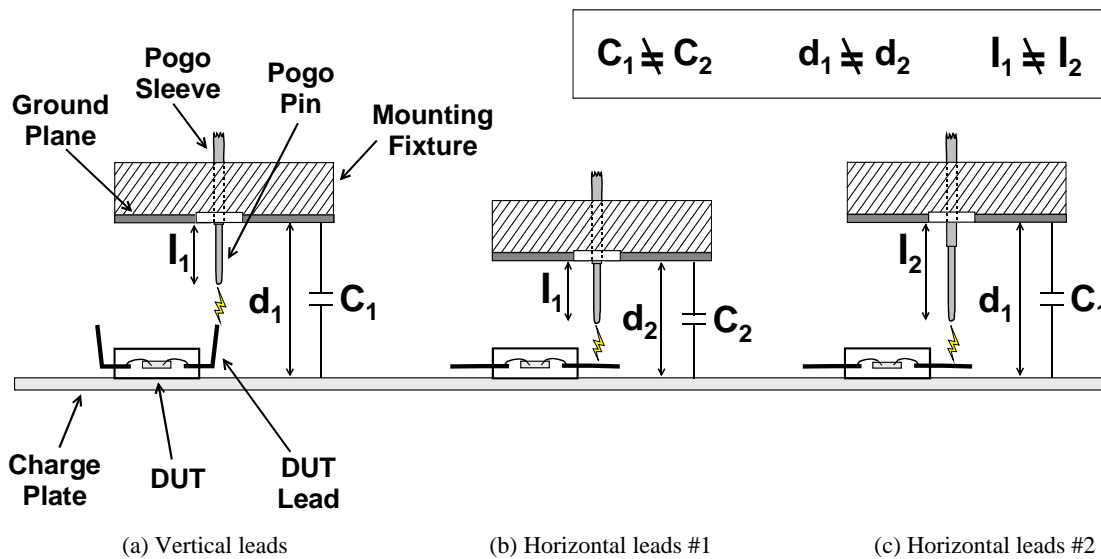 C1 ≠ C2 d1 ≠ d2 l1 ≠ l2
Pogo
Sleeve
Pogo
Pin
Ground
Plane
Mounting
Fixture
l1
d1
C1
l1
d2
C2
l2
d1
Charge
Plate
DUT
DUT
Lead
(a) Vertical leads
(b) Horizontal leads #1
(c) Horizontal leads #2